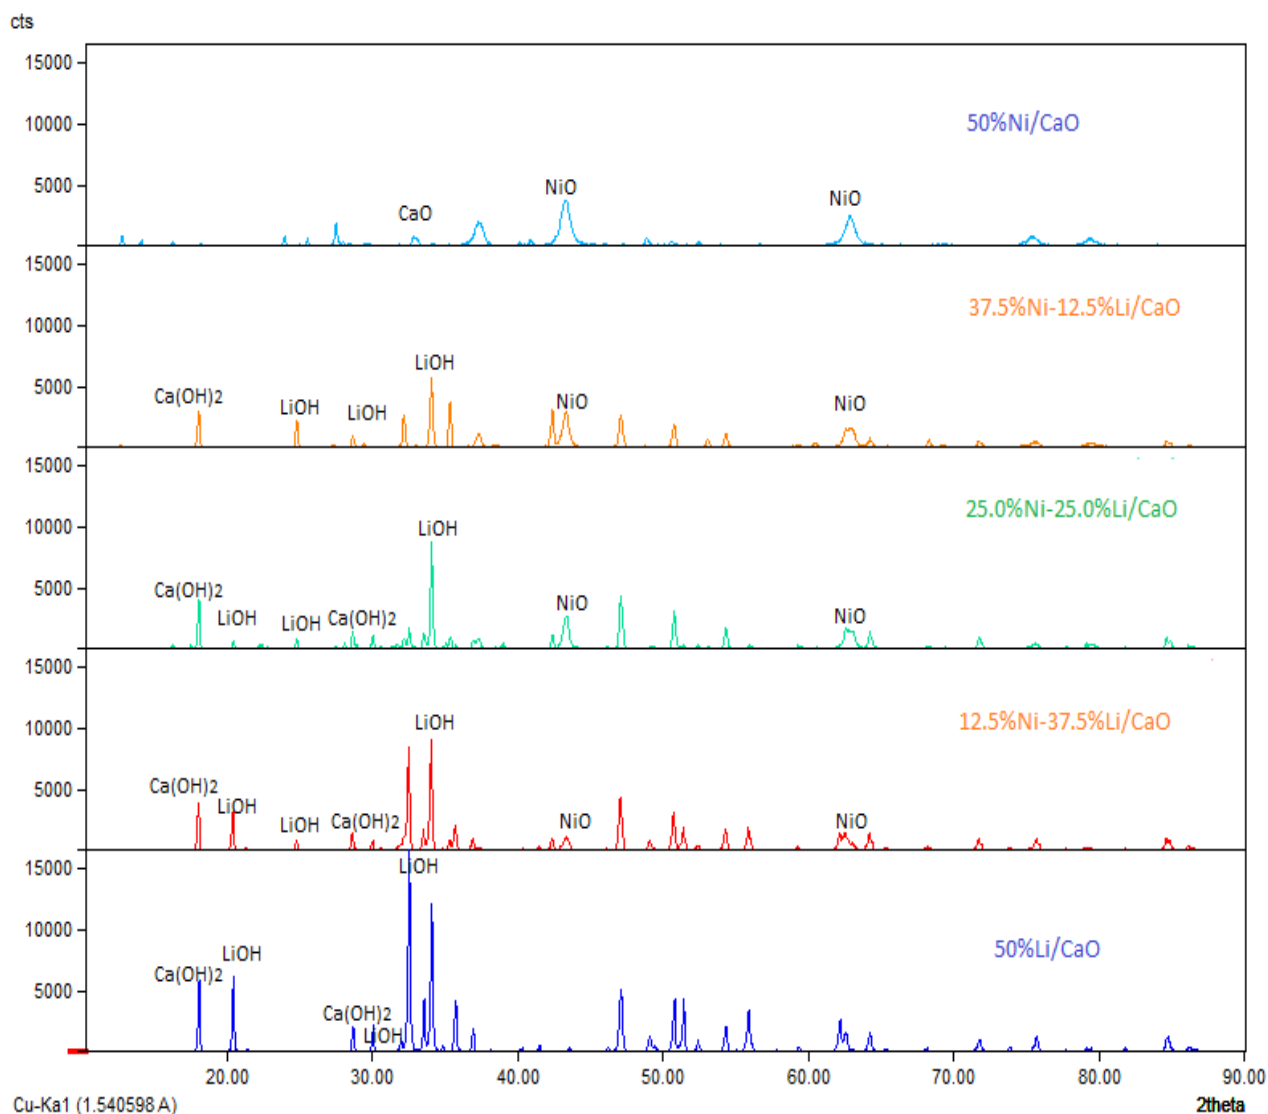 cts
15000
10000
5000
50%Ni/CaO
CaO
NiO
NiO
15000
10000
5000
37.5%Ni-12.5%Li/CaO
Ca(OH)2
LiOH
LiOH
LiOH
NiO
NiO
15000
10000
5000
25.0%Ni-25.0%Li/CaO
Ca(OH)2
LiOH
LiOH
Ca(OH)2
LiOH
NiO
NiO
15000
10000
5000
12.5%Ni-37.5%Li/CaO
Ca(OH)2
LiOH
LiOH
Ca(OH)2
LiOH
NiO
NiO
15000
10000
5000
50%Li/CaO
Ca(OH)2
LiOH
Ca(OH)2
LiOH
LiOH
20.00 30.00 40.00 50.00 60.00 70.00 80.00 90.00
Cu-Ka1 (1.540598 A) 2theta